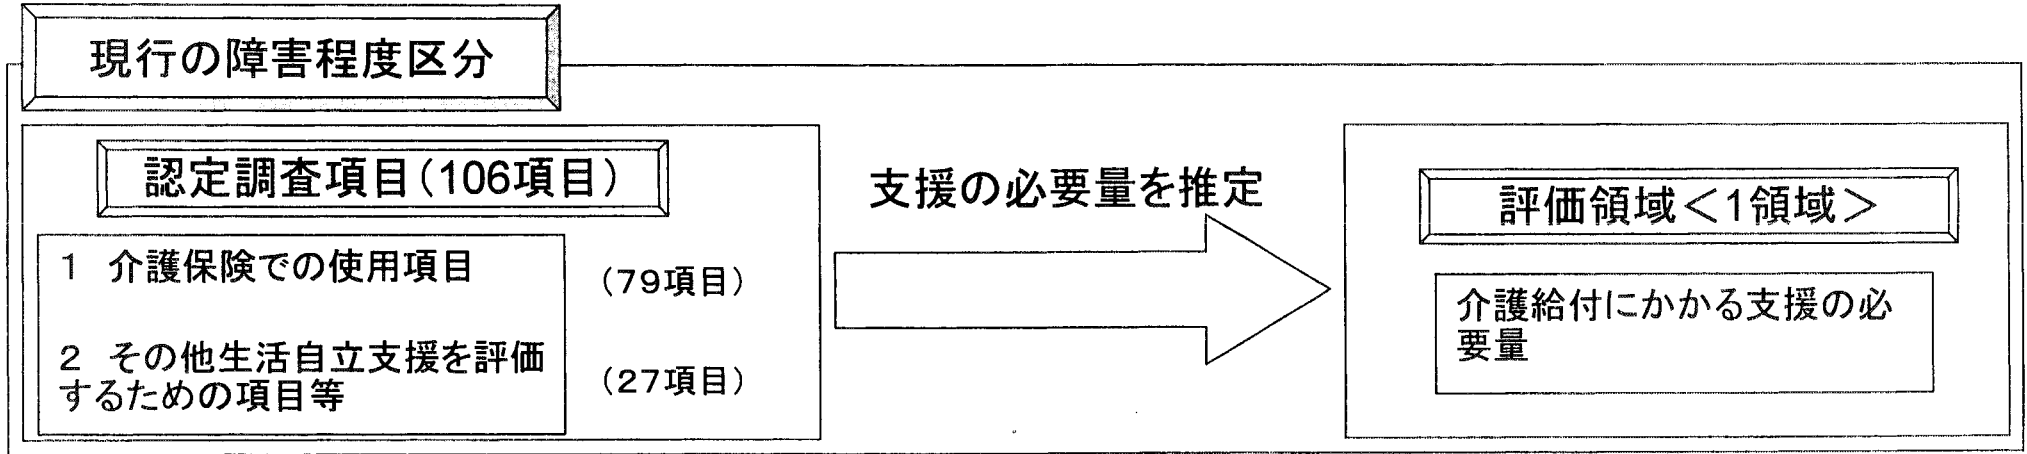 現行の障害程度区分
認定調査項目（106項目）
1　介護保険での使用項目
（79項目）
2　その他生活自立支援を評価
するための項目等
（27項目）
支援の必要量を推定
評価領域＜1領域＞
介護給付にかかる支援の必
要量